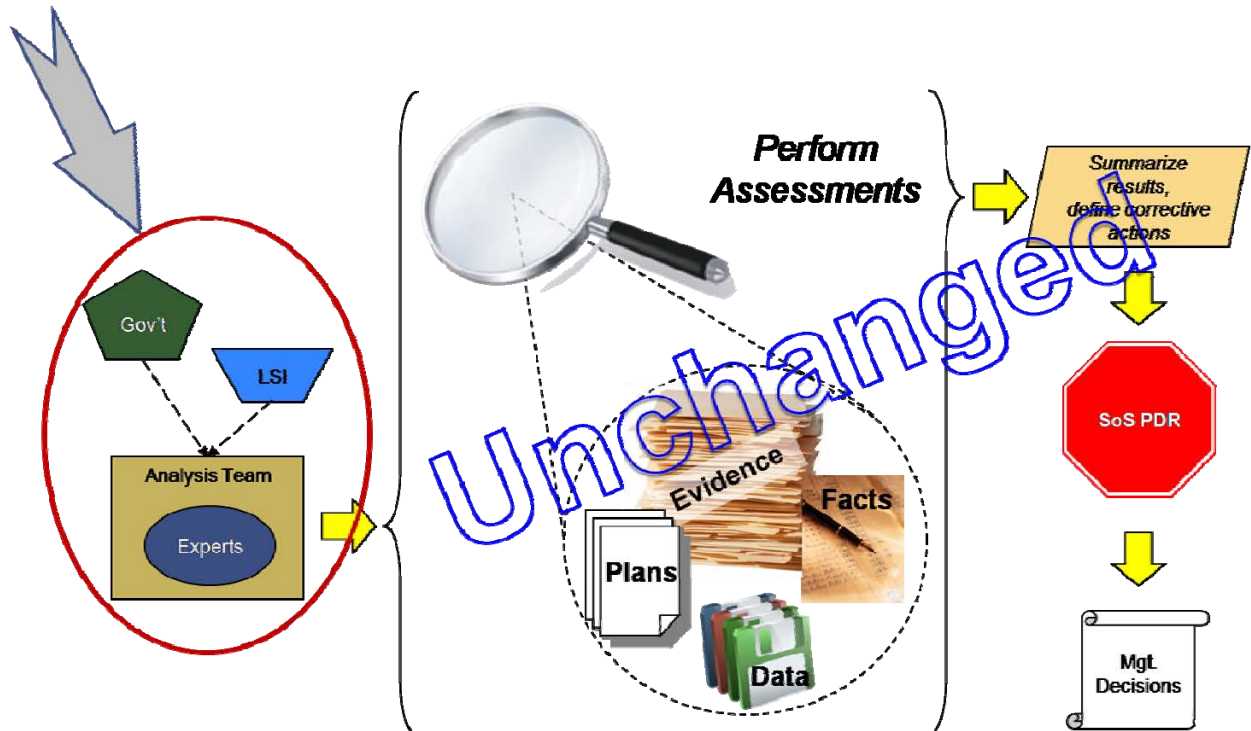 Perform
Assessments
Summarize
results,
define corrective
actions
Unchanged
Gov't
LSI
Analysis Team
Experts
Evidence
Facts
Plans
Data
SoS PDR
Mgt.
Decisions